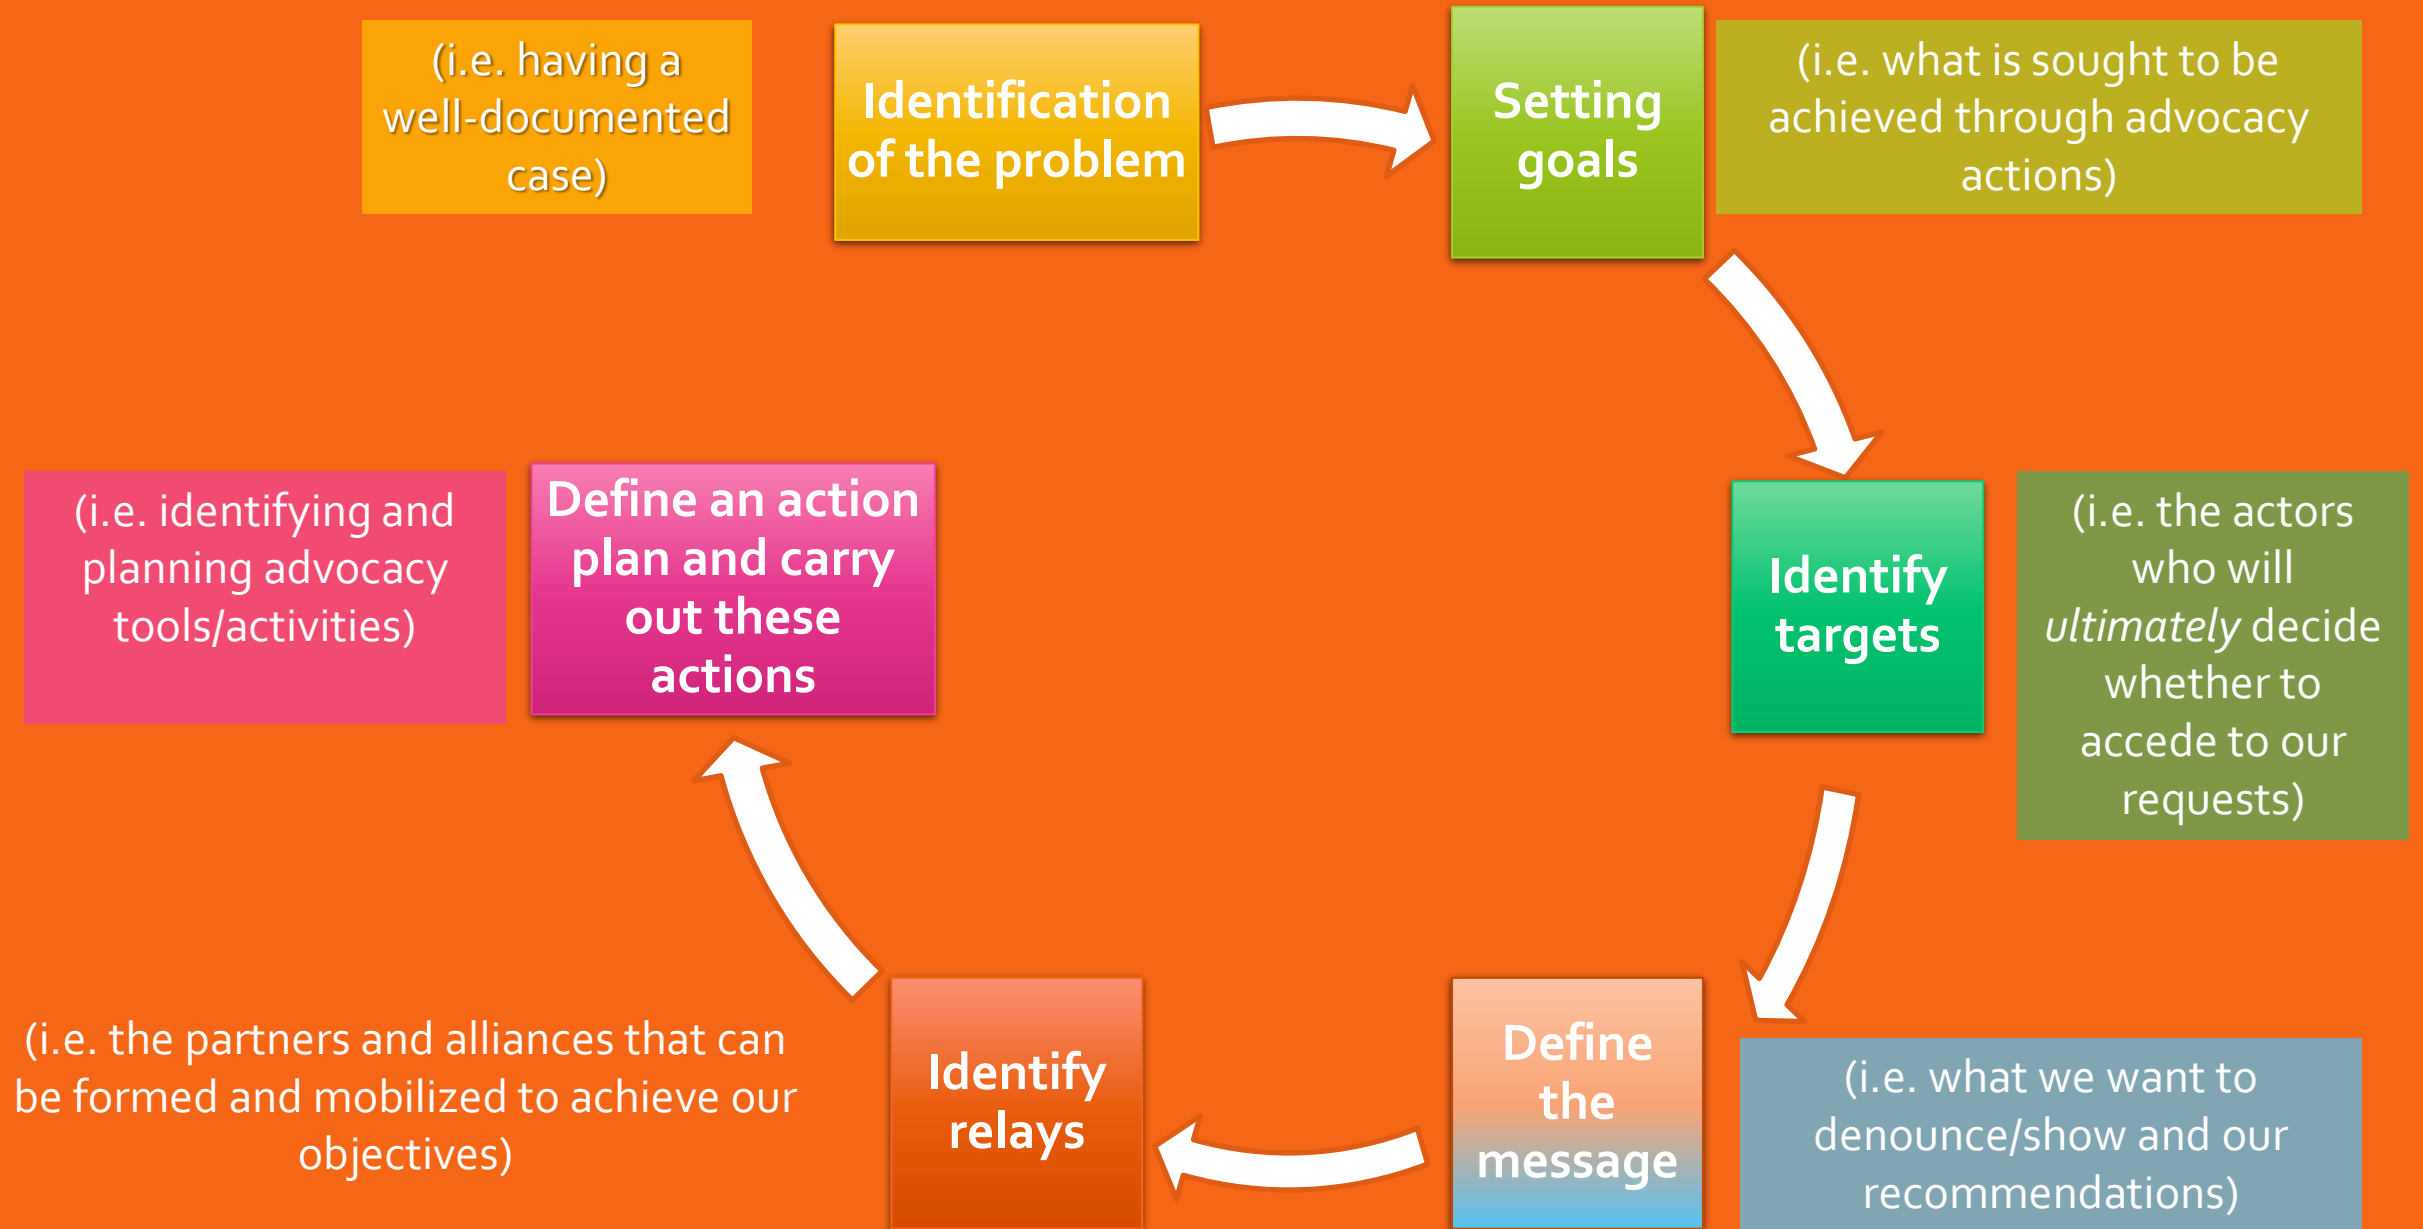 (i.e. having a
well-documented
case)
Identification
of the problem
Setting
goals
(i.e. what is sought to be
achieved through advocacy
actions)
Identify
targets
(i.e. the actors
who will
ultimately decide
whether to
accede to our
requests)
Define
the
message
(i.e. what we want to
denounce/show and our
recommendations)
Identify
relays
(i.e. the partners and alliances that can
be formed and mobilized to achieve our
objectives)
Define an action
plan and carry
out these
actions
(i.e. identifying and
planning advocacy
tools/activities)